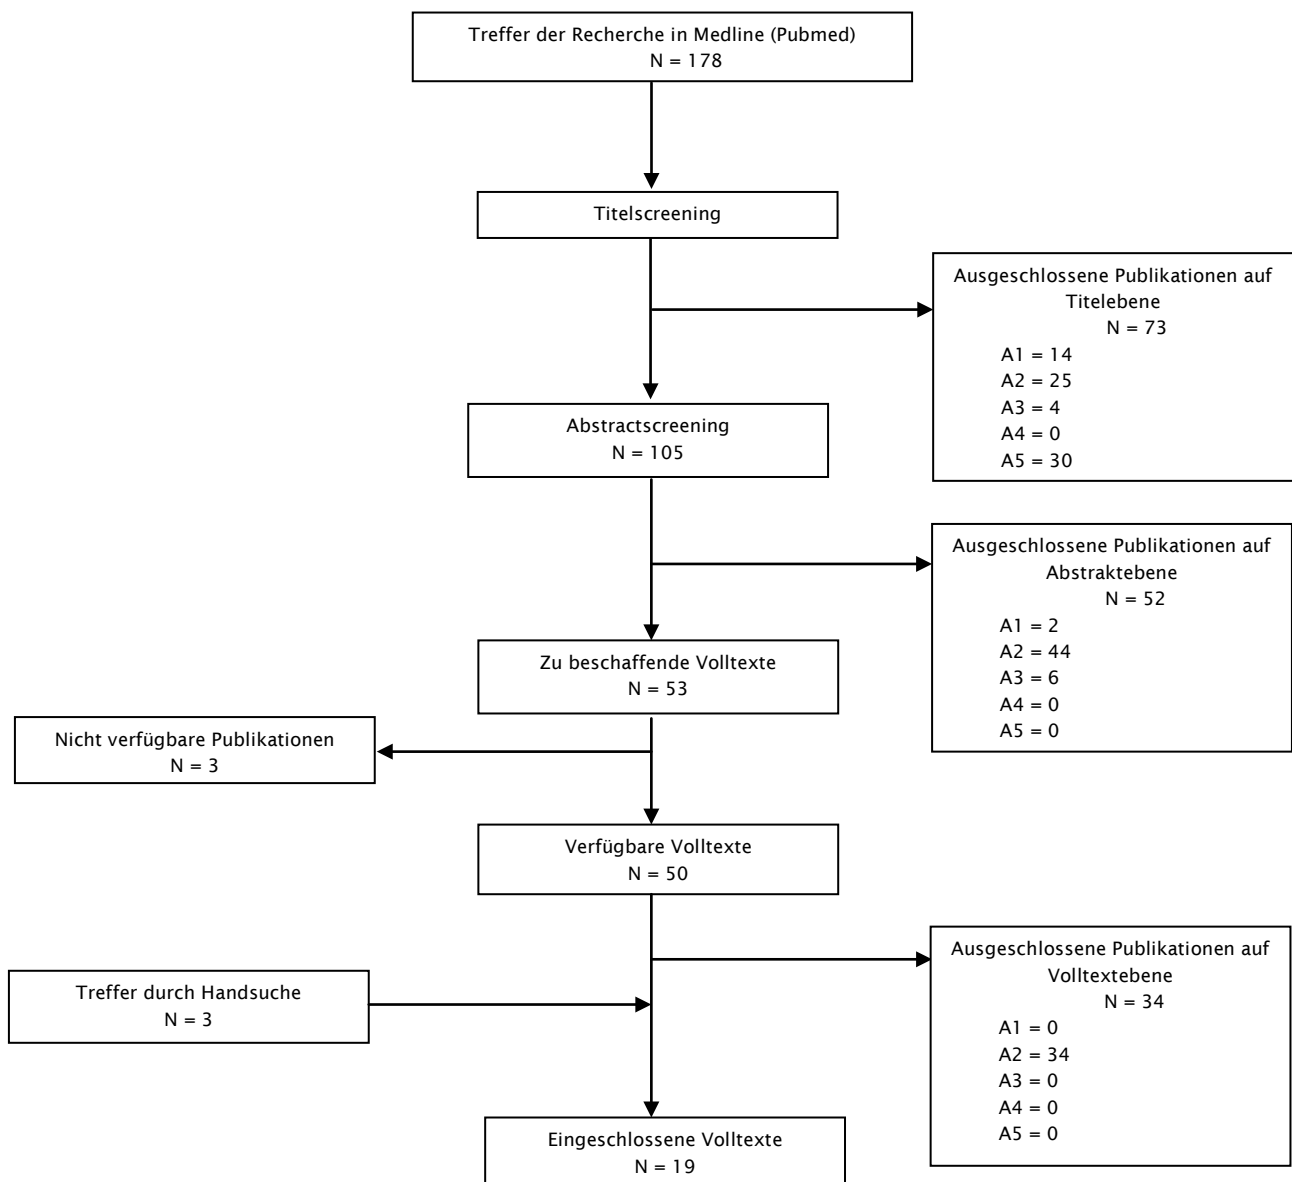 Treffer der Recherche in Medline (Pubmed)
N = 178
Titelscreening
Ausgeschlossene Publikationen auf
Titelebene
N = 73
A1 = 14
A2 = 25
A3 = 4
A4 = 0
A5 = 30
Abstractscreening
N = 105
Ausgeschlossene Publikationen auf
Abstraktebene
N = 52
A1 = 2
A2 = 44
A3 = 6
A4 = 0
A5 = 0
Zu beschaffende Volltexte
N = 53
Nicht verfügbare Publikationen
N = 3
Verfügbare Volltexte
N = 50
Ausgeschlossene Publikationen auf
Volltextebene
N = 34
A1 = 0
A2 = 34
A3 = 0
A4 = 0
A5 = 0
Treffer durch Handsuche
N = 3
Eingeschlossene Volltexte
N = 19